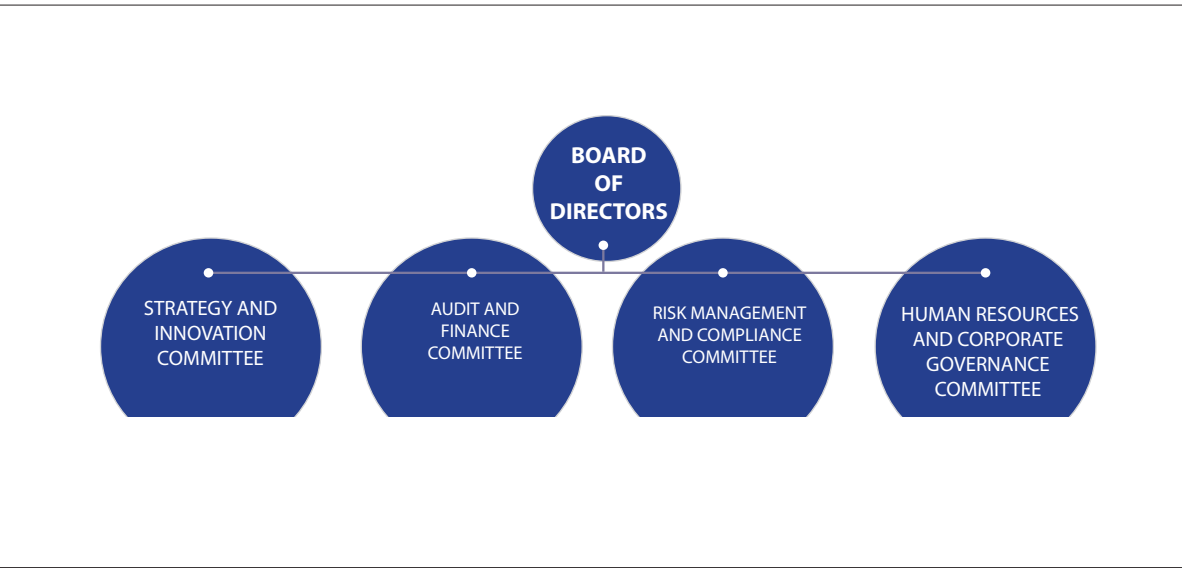 BOARD
OF
DIRECTORS
STRATEGY AND
INNOVATION
COMMITTEE
AUDIT AND
FINANCE
COMMITTEE
RISK MANAGEMENT
AND COMPLIANCE
COMMITTEE
HUMAN RESOURCES
AND CORPORATE
GOVERNANCE
COMMITTEE